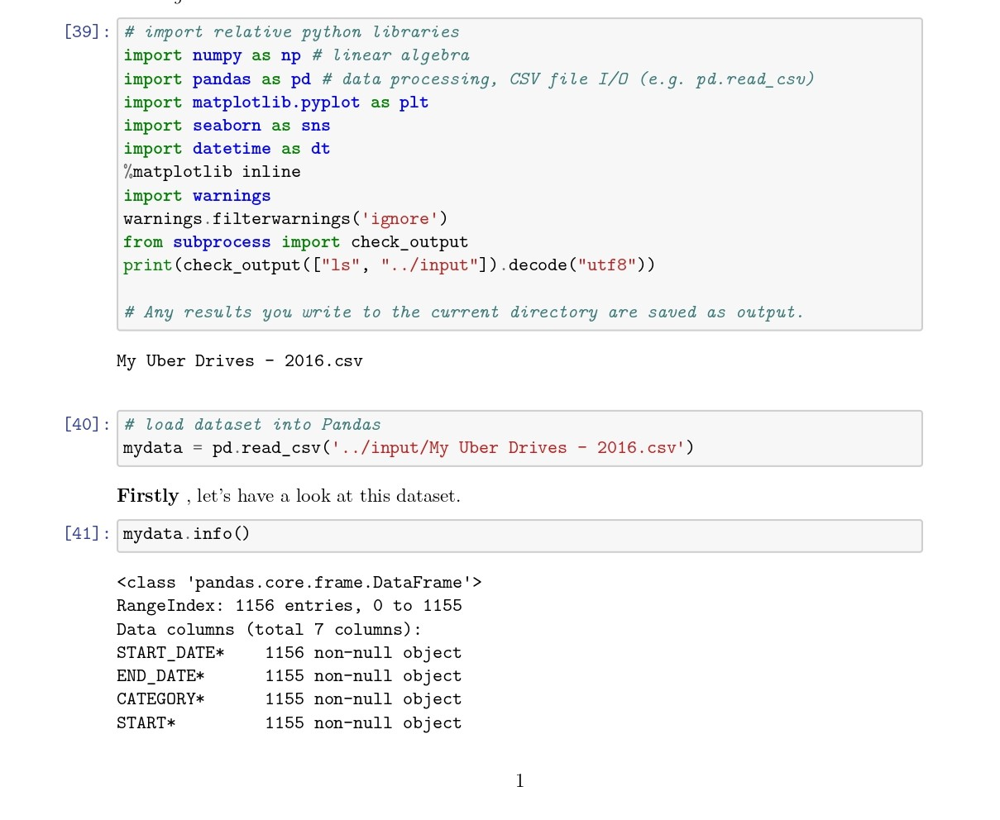 [39]: # import relative python libraries
import numpy as np # linear algebra
import pandas as pd # data processing, CSV file I/O (e.g. pd.read_csv)
import matplotlib.pyplot as plt
import seaborn as sns
import datetime as dt
%matplotlib inline
import warnings
warnings.filterwarnings('ignore')
from subprocess import check_output
print(check_output(["ls", "../input"]).decode("utf8"))
# Any results you write to the current directory are saved as output.
My Uber Drives - 2016.csv
[40]: # load dataset into Pandas
mydata = pd.read_csv('../input/My Uber Drives - 2016.csv')
Firstly , let's have a look at this dataset.
[41]: mydata.info()
<class 'pandas.core.frame.DataFrame'>
RangeIndex: 1156 entries, 0 to 1155
Data columns (total 7 columns):
START_DATE*    1156 non-null object
END_DATE*      1155 non-null object
CATEGORY*      1155 non-null object
START*         1155 non-null object
1